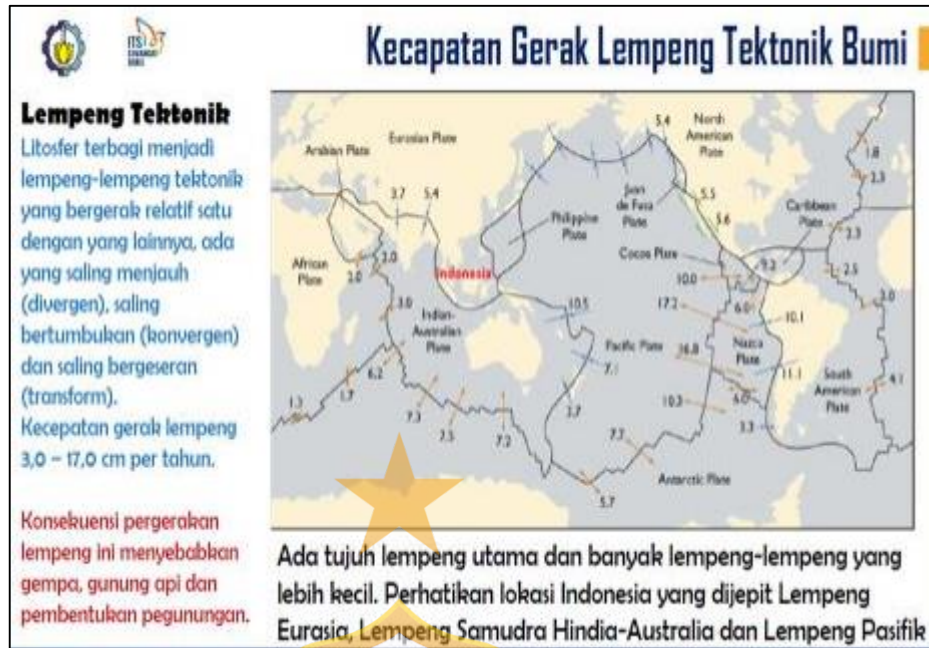 ITS
Kecapatan Gerak Lempeng Tektonik Bumi
Lempeng Tektonik
Litosfer terbagi menjadi
lempeng-lempeng tektonik
yang bergerak relatif satu
dengan yang lainnya, ada
yang saling menjauh
(divergen), saling
bertumbukan (konvergen)
dan saling bergeseran
(transform).
Kecepatan gerak lempeng
3,0 – 17,0 cm per tahun.
Konsekuensi pergerakan
lempeng ini menyebabkan
gempa, gunung api dan
pembentukan pegunungan.
5.4
North
American
Plate
1.8
Eurasian Plate
Arabian Plate
2.3
3.7
5.4
Juan
de Fuca
Plate
5.5
5.6
Caribbean
Plate
Philippine
Plate
2.3
African
Plate
2.0
2.0
Indonesia
Cocos Plate
9.2
2.5
10.0
3.0
Indian-
Australian
Plate
10.5
17.2
6.0
10.1
3.0
Pacific Plate
16.8
Nazca
Plate
6.2
7.1
11.1
South
American
Plate
4.1
1.3
1.7
7.3
7.5
7.2
3.7
10.3
6.0
3.3
7.7
5.7
Antarctic Plate
Ada tujuh lempeng utama dan banyak lempeng-lempeng yang
lebih kecil. Perhatikan lokasi Indonesia yang dijepit Lempeng
Eurasia, Lempeng Samudra Hindia-Australia dan Lempeng Pasifik